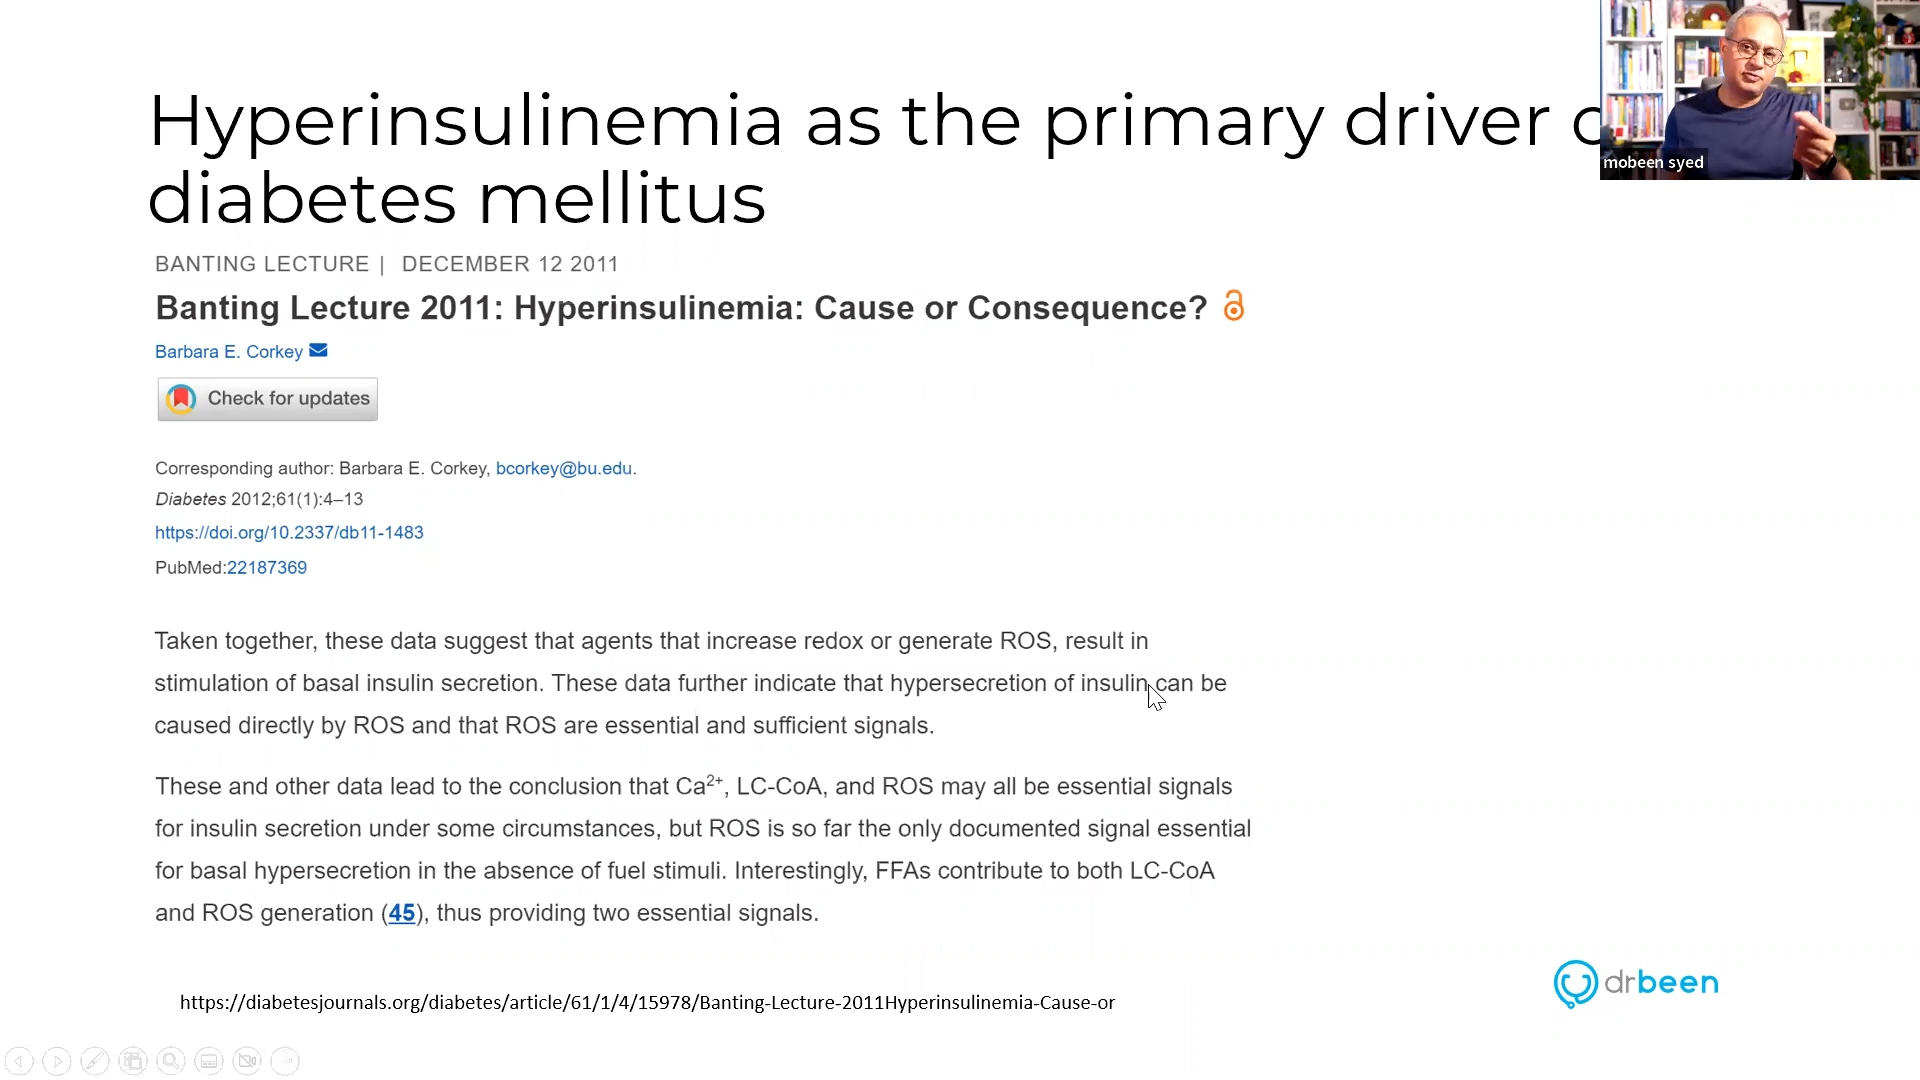 Hyperinsulinemia as the primary driver
diabetes mellitus
mobeen syed
BANTING LECTURE | DECEMBER 12 2011
Banting Lecture 2011: Hyperinsulinemia: Cause or Consequence?
Barbara E. Corkey
Check for updates
Corresponding author: Barbara E. Corkey, bcorkey@bu.edu.
Diabetes 2012;61(1):4–13
https://doi.org/10.2337/db11-1483
PubMed:22187369
Taken together, these data suggest that agents that increase redox or generate ROS, result in
stimulation of basal insulin secretion. These data further indicate that hypersecretion of insulin can be
caused directly by ROS and that ROS are essential and sufficient signals.
These and other data lead to the conclusion that Ca²⁺, LC-CoA, and ROS may all be essential signals
for insulin secretion under some circumstances, but ROS is so far the only documented signal essential
for basal hypersecretion in the absence of fuel stimuli. Interestingly, FFAs contribute to both LC-CoA
and ROS generation (45), thus providing two essential signals.
drbeen
https://diabetesjournals.org/diabetes/article/61/1/4/15978/Banting-Lecture-2011Hyperinsulinemia-Cause-or